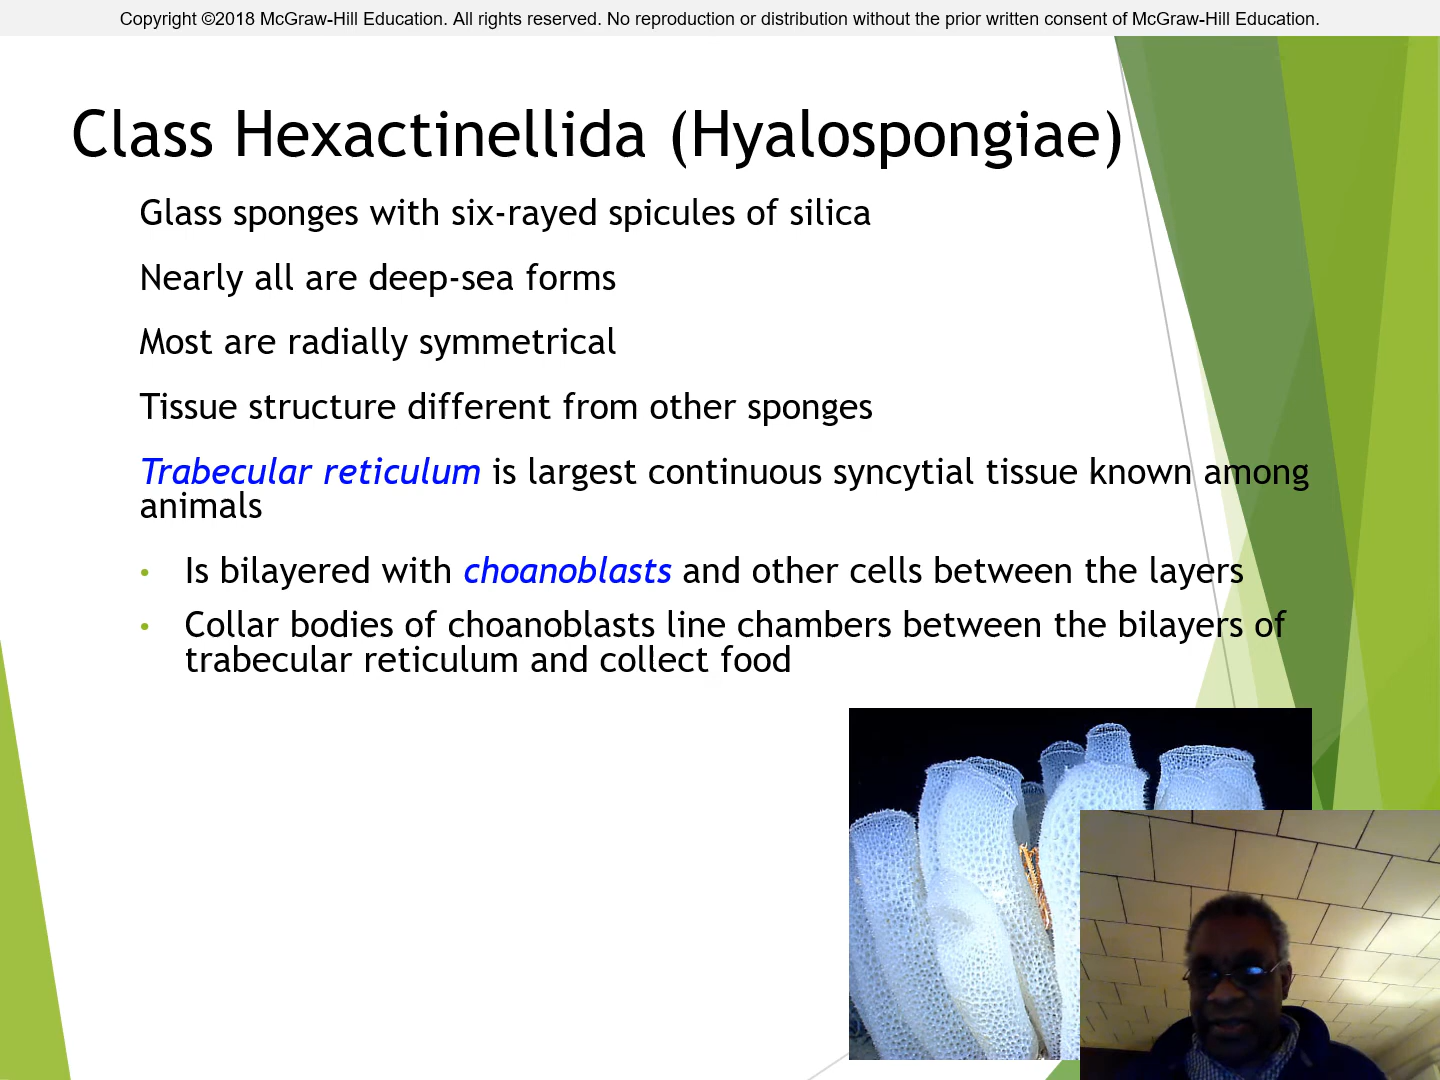 Copyright ©2018 McGraw-Hill Education. All rights reserved. No reproduction or distribution without the prior written consent of McGraw-Hill Education.
Class Hexactinellida (Hyalospongiae)
Glass sponges with six-rayed spicules of silica
Nearly all are deep-sea forms
Most are radially symmetrical
Tissue structure different from other sponges
Trabecular reticulum is largest continuous syncytial tissue known among
animals
• Is bilayered with choanoblasts and other cells between the layers
• Collar bodies of choanoblasts line chambers between the bilayers of
trabecular reticulum and collect food